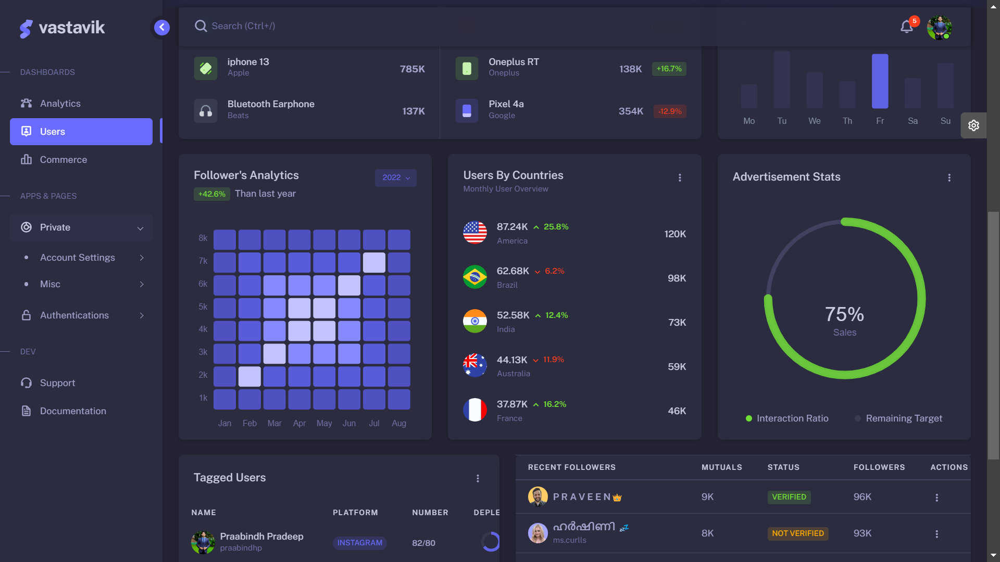 vastavik
Search (Ctrl+/)
5
DASHBOARDS
Analytics
Users
Commerce
APPS & PAGES
Private
Account Settings
Misc
Authentications
DEV
Support
Documentation
iphone 13
Apple
785K
Bluetooth Earphone
Beats
137K
Oneplus RT
Oneplus
138K
+16.7%
Pixel 4a
Google
354K
-12.9%
Mo Tu We Th Fr Sa Su
Follower's Analytics
2022
+42.6% Than last year
8k
7k
6k
5k
4k
3k
2k
1k
Jan Feb Mar Apr May Jun Jul Aug
Users By Countries
Monthly User Overview
87.24K 25.8%
America
120K
62.68K 6.2%
Brazil
98K
52.58K 12.4%
India
73K
44.13K 11.9%
Australia
59K
37.87K 16.2%
France
46K
Advertisement Stats
75%
Sales
Interaction Ratio Remaining Target
Tagged Users
NAME PLATFORM NUMBER DEPLE
Praabindh Pradeep
praabindhp
INSTAGRAM
82/80
RECENT FOLLOWERS MUTUALS STATUS FOLLOWERS ACTIONS
P R A V E E N👑 9K VERIFIED 96K
ഹർഷിണി 💤
ms.curlls
8K NOT VERIFIED 93K